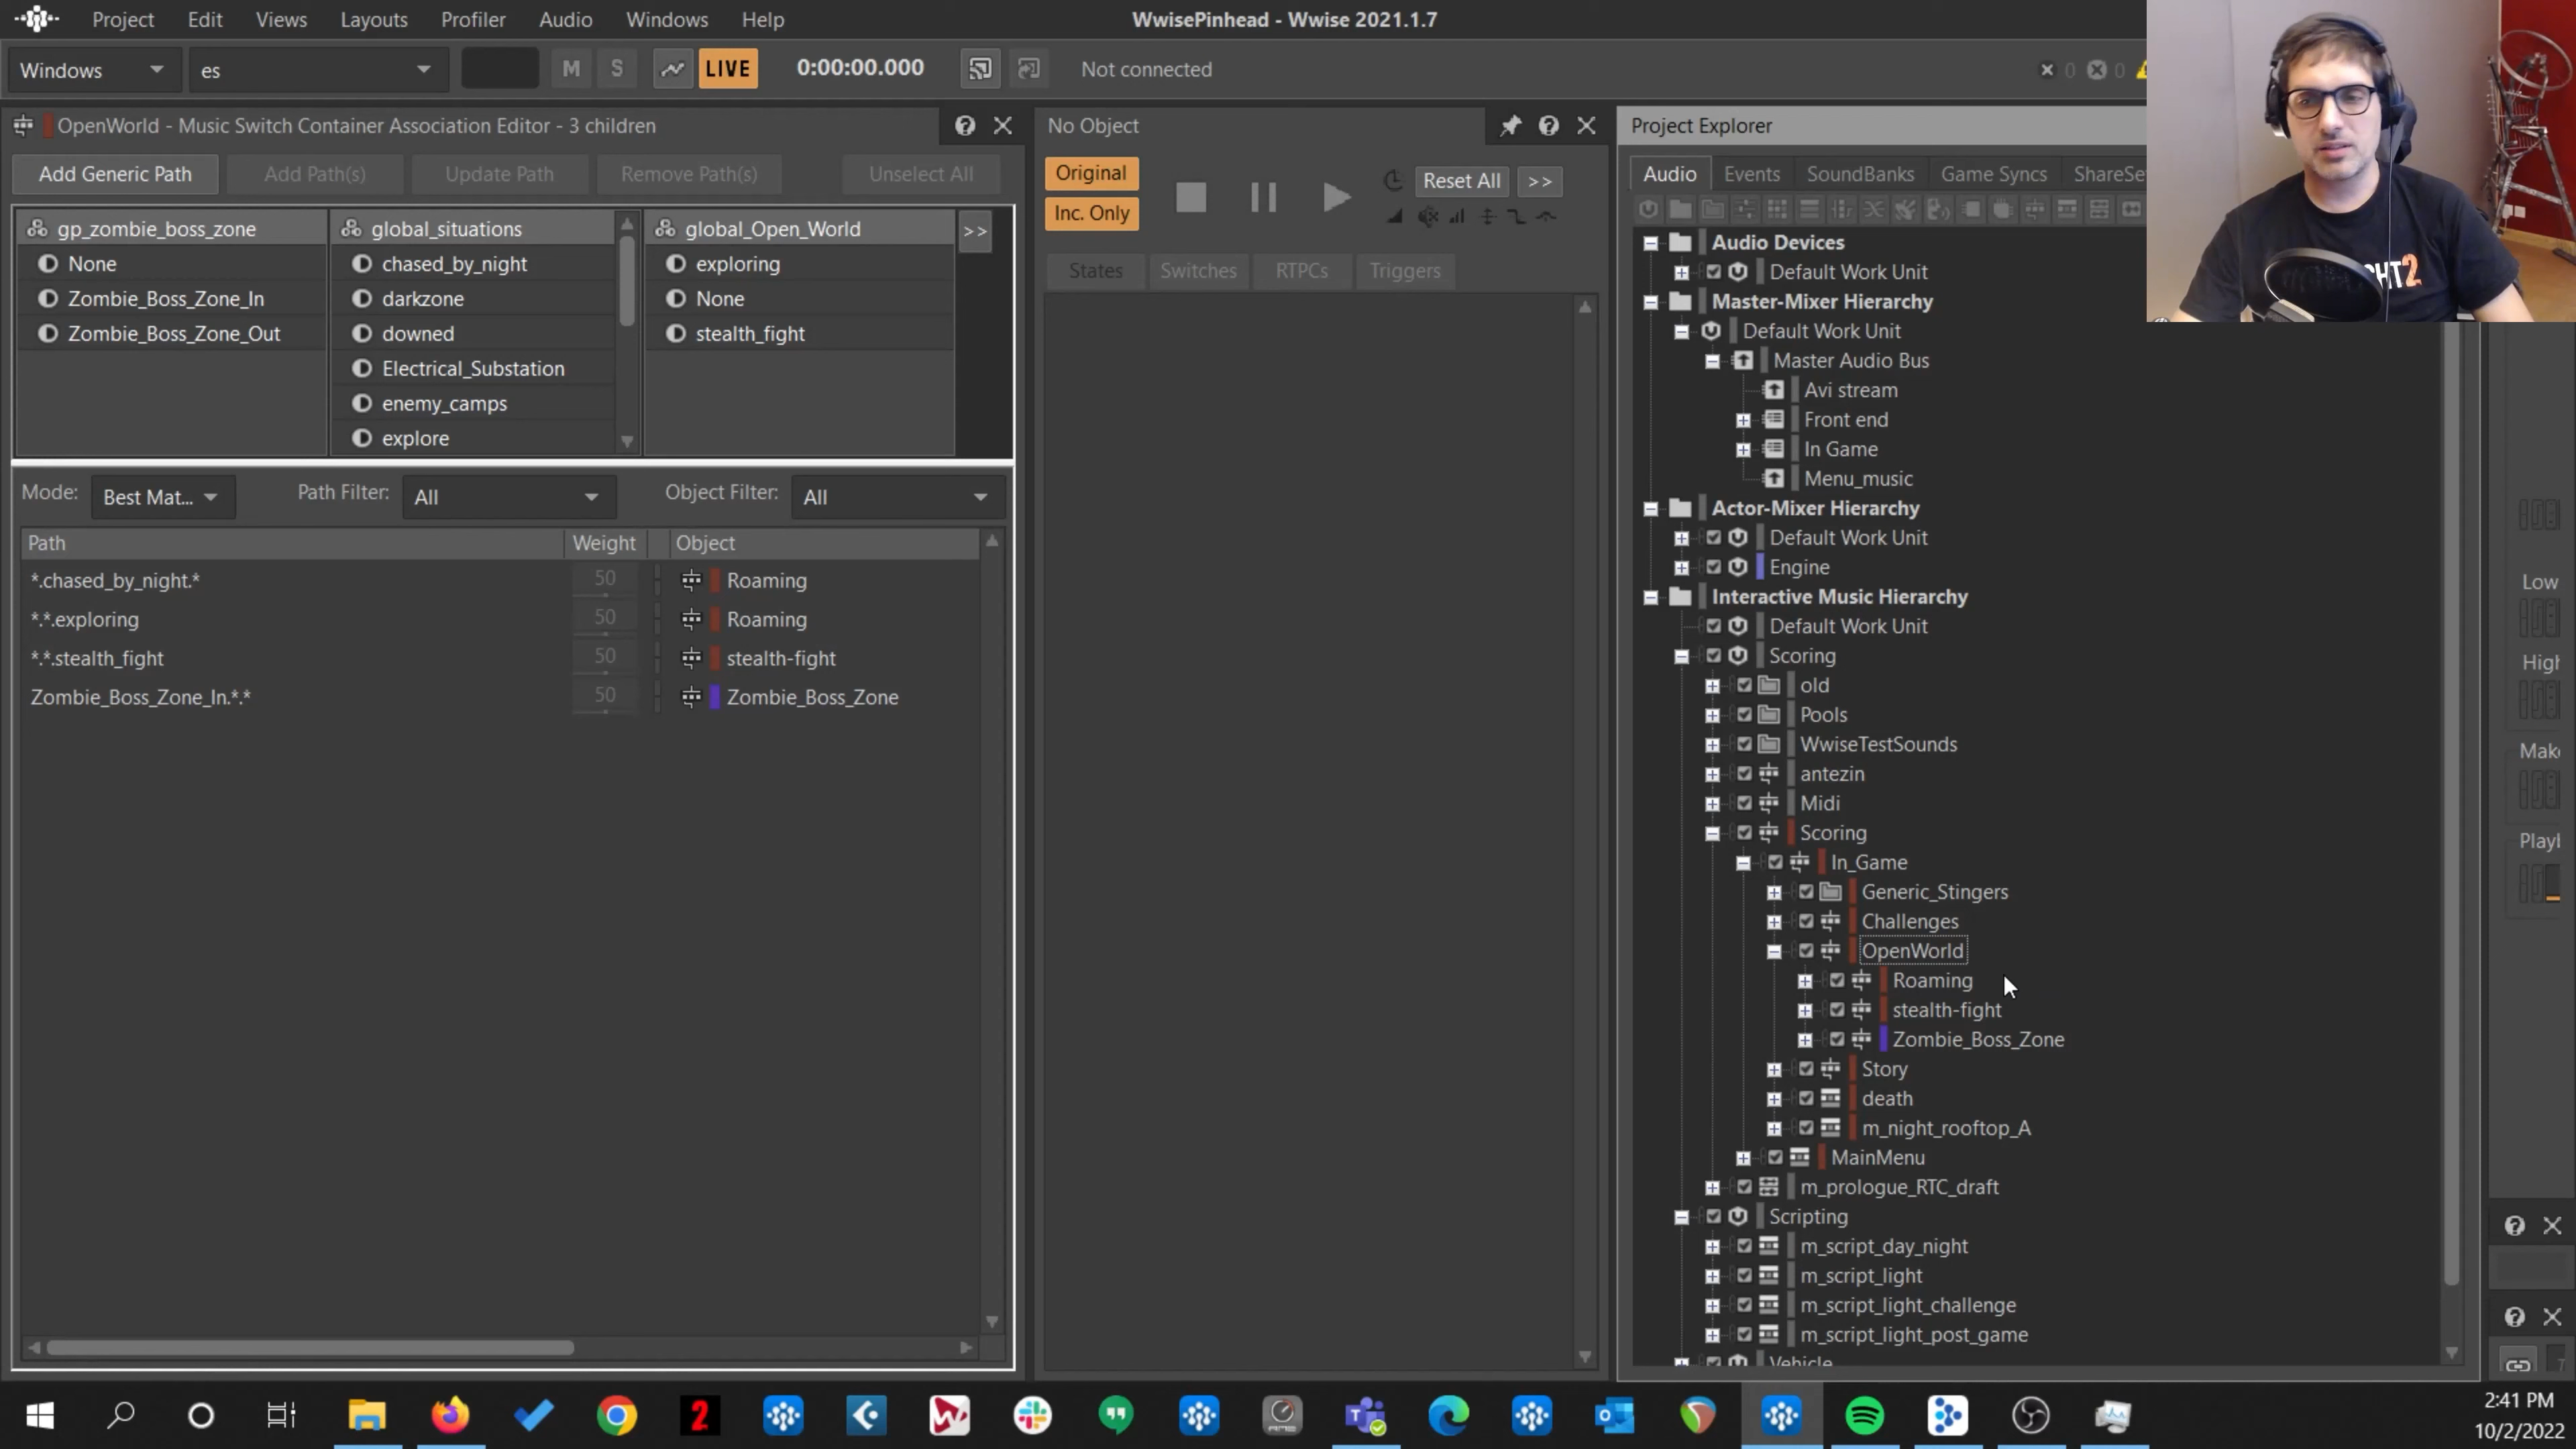 Project Edit Views Layouts Profiler Audio Windows Help
WwisePinhead - Wwise 2021.1.7
Windows es M S LIVE 0:00:00.000 Not connected 0 0
OpenWorld - Music Switch Container Association Editor - 3 children
Add Generic Path Add Path(s) Update Path Remove Path(s) Unselect All
gp_zombie_boss_zone global_situations global_Open_World >>
None chased_by_night exploring
Zombie_Boss_Zone_In darkzone None
Zombie_Boss_Zone_Out downed stealth_fight
Electrical_Substation
enemy_camps
explore
Mode: Best Mat... Path Filter: All Object Filter: All
Path Weight Object
*.chased_by_night.* 50 Roaming
*.*.exploring 50 Roaming
*.*.stealth_fight 50 stealth-fight
Zombie_Boss_Zone_In.*.* 50 Zombie_Boss_Zone
No Object
Original Reset All >>
Inc. Only
States Switches RTPCs Triggers
Project Explorer
Audio Events SoundBanks Game Syncs ShareSe
Audio Devices
Default Work Unit
Master-Mixer Hierarchy
Default Work Unit
Master Audio Bus
Avi stream
Front end
In Game
Menu_music
Actor-Mixer Hierarchy
Default Work Unit
Engine
Interactive Music Hierarchy
Default Work Unit
Scoring
old
Pools
WwiseTestSounds
antezin
Midi
Scoring
In_Game
Generic_Stingers
Challenges
OpenWorld
Roaming
stealth-fight
Zombie_Boss_Zone
Story
death
m_night_rooftop_A
MainMenu
m_prologue_RTC_draft
Scripting
m_script_day_night
m_script_light
m_script_light_challenge
m_script_light_post_game
Vehicle
Low
High
Make
Playl
HT2
2:41 PM
10/2/2022